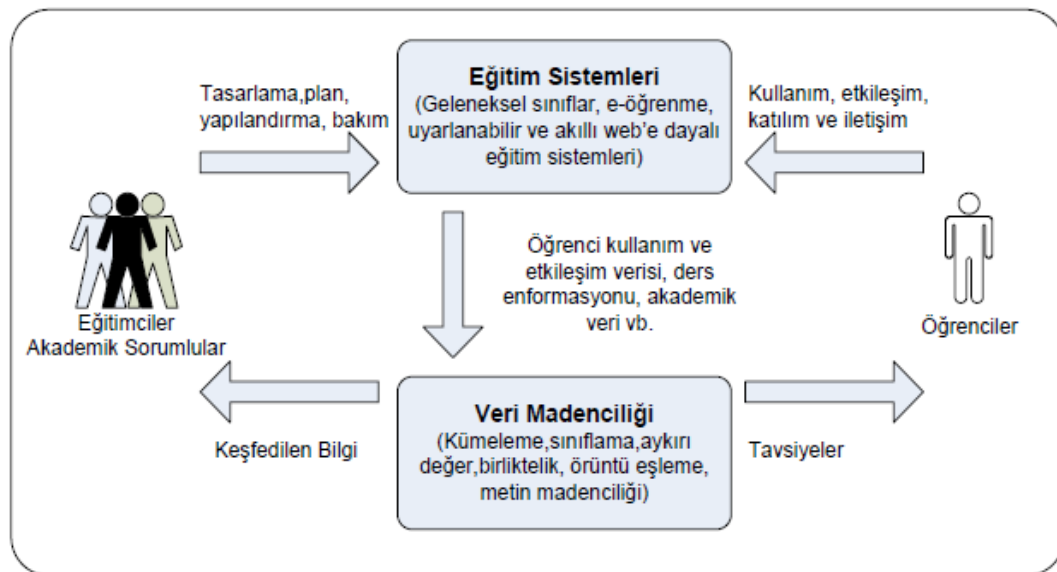 Eğitim Sistemleri
(Geleneksel sınıflar, e-öğrenme,
uyarlanabilir ve akıllı web'e dayalı
eğitim sistemleri)
Tasarlama,plan,
yapılandırma, bakım
Kullanım, etkileşim,
katılım ve iletişim
Öğrenci kullanım ve
etkileşim verisi, ders
enformasyonu, akademik
veri vb.
Eğitimciler
Akademik Sorumlular
Öğrenciler
Veri Madenciliği
(Kümeleme,sınıflama,aykırı
değer,birliktelik, örüntü eşleme,
metin madenciliği)
Keşfedilen Bilgi
Tavsiyeler